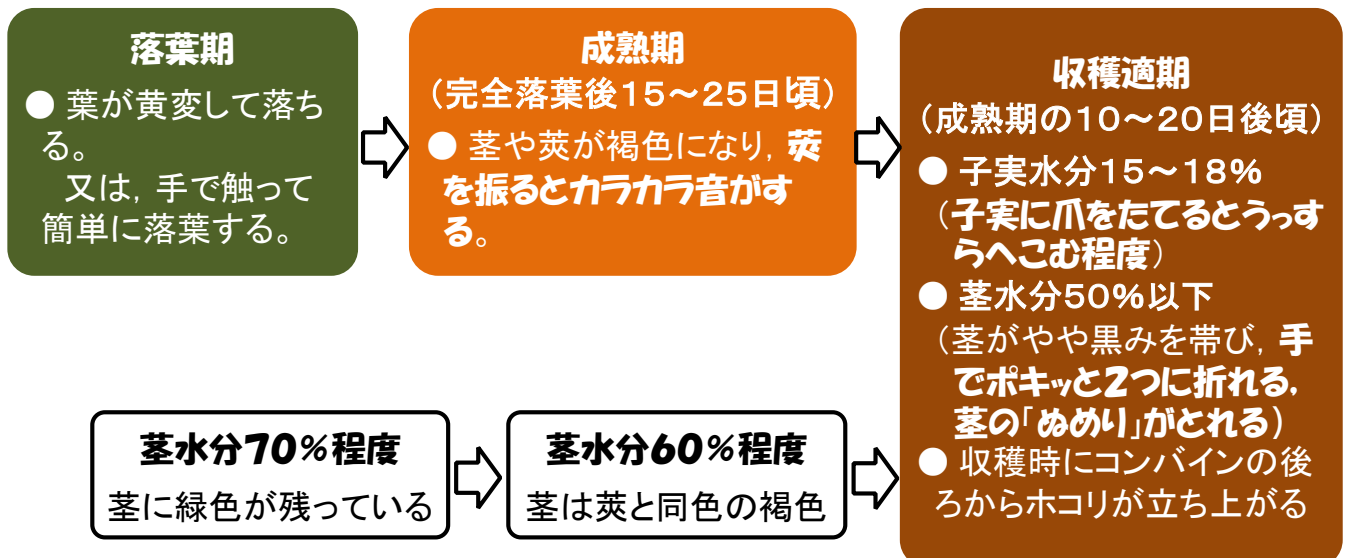 落葉期
● 葉が黄変して落ち
る。
又は, 手で触って
簡単に落葉する。
成熟期
(完全落葉後15～25日頃)
● 茎や莢が褐色になり, 莢
を振るとカラカラ音がす
る。
収穫適期
(成熟期の10～20日後頃)
● 子実水分15～18%
(子実に爪をたてるとうっす
らへこむ程度)
● 茎水分50%以下
(茎がやや黒みを帯び, 手
でポキッと2つに折れる,
茎の「ぬめり」がとれる)
● 収穫時にコンバインの後
ろからホコリが立ち上がる
茎水分70%程度
茎に緑色が残っている
茎水分60%程度
茎は莢と同色の褐色